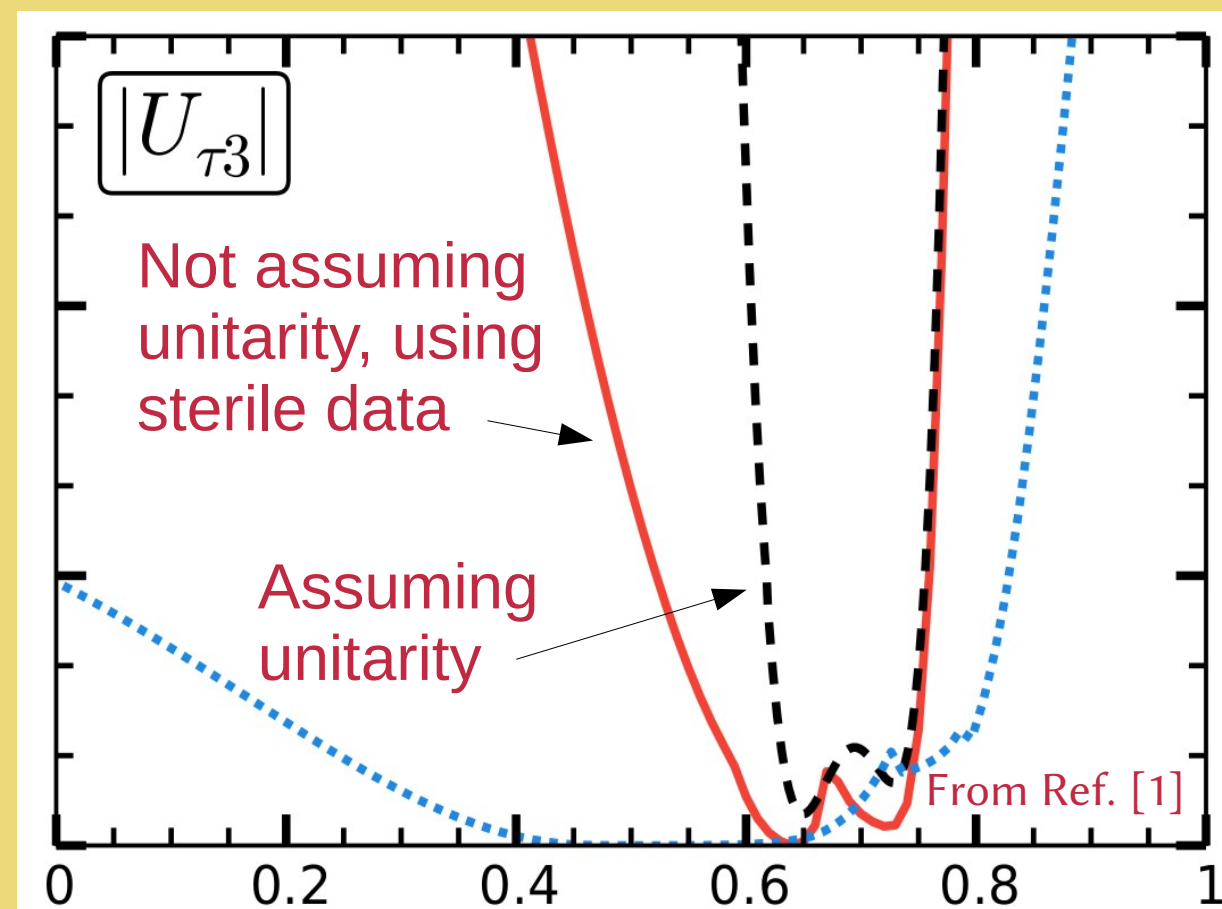 |U_τ3|
Not assuming
unitarity, using
sterile data
Assuming
unitarity
From Ref. [1]
0 0.2 0.4 0.6 0.8 1